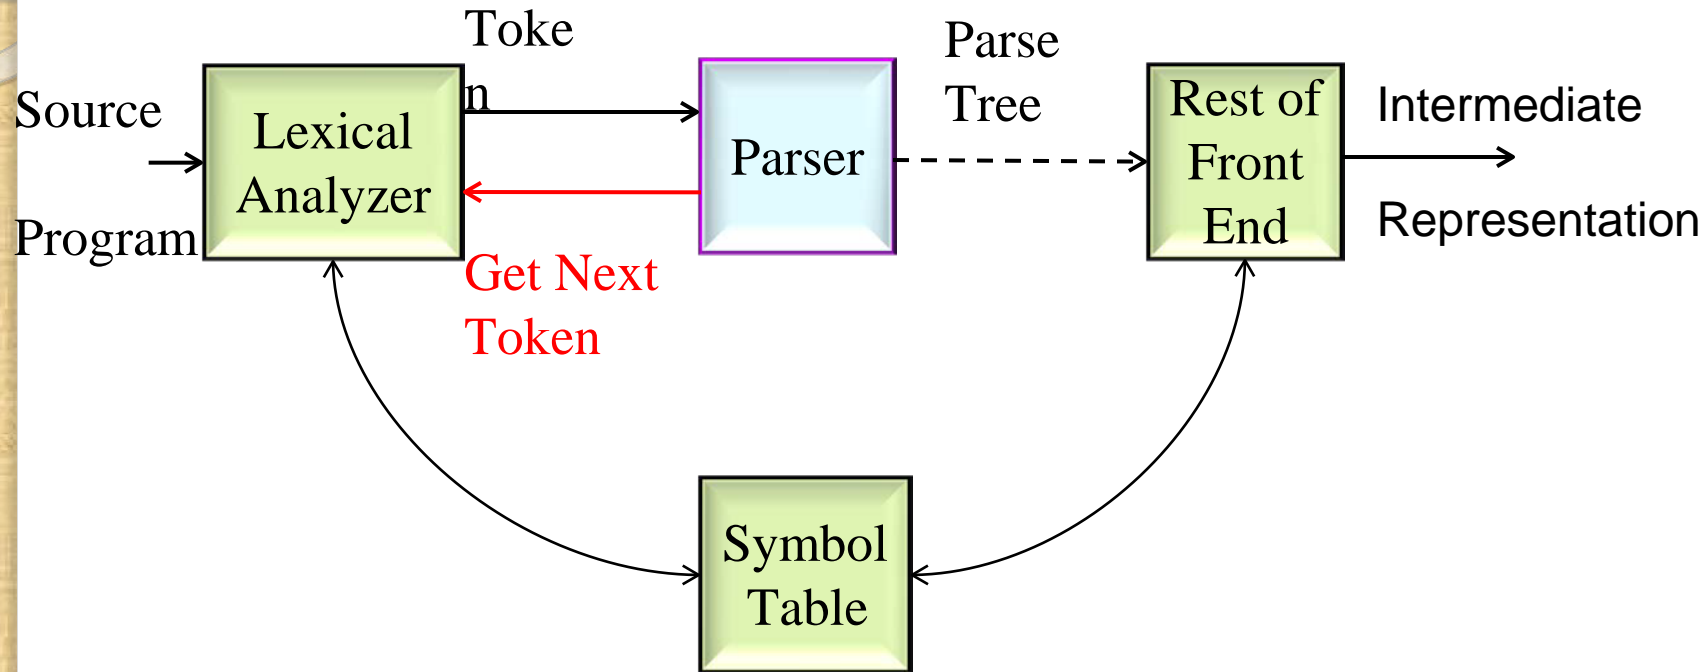 Source
Program
Lexical
Analyzer
Toke
n
Get Next
Token
Parser
Parse
Tree
Rest of
Front
End
Intermediate
Representation
Symbol
Table